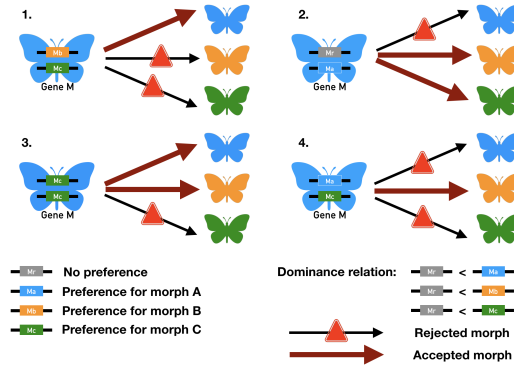 1.
Mb
Mc
Gene M
2.
Mr
Ma
Gene M
3.
Mc
Mc
Gene M
4.
Ma
Mc
Gene M
Mr No preference
Ma Preference for morph A
Mb Preference for morph B
Mc Preference for morph C
Dominance relation:
Mr < Ma
Mr < Mb
Mr < Mc
Rejected morph
Accepted morph